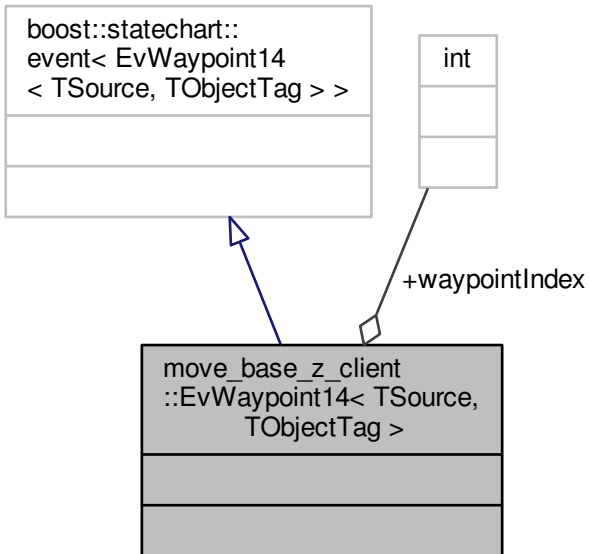 boost::statechart::
event< EvWaypoint14
< TSource, TObjectTag > >
int
+waypointIndex
move_base_z_client
::EvWaypoint14< TSource,
TObjectTag >